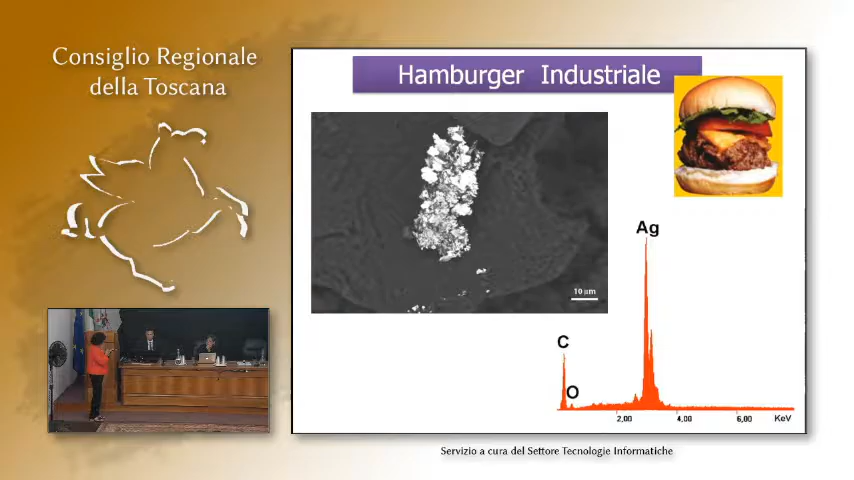 Consiglio Regionale
della Toscana
Hamburger Industriale
10 µm
Ag
C
O
2,00
4,00
6,00
KeV
Servizio a cura del Settore Tecnologie Informatiche